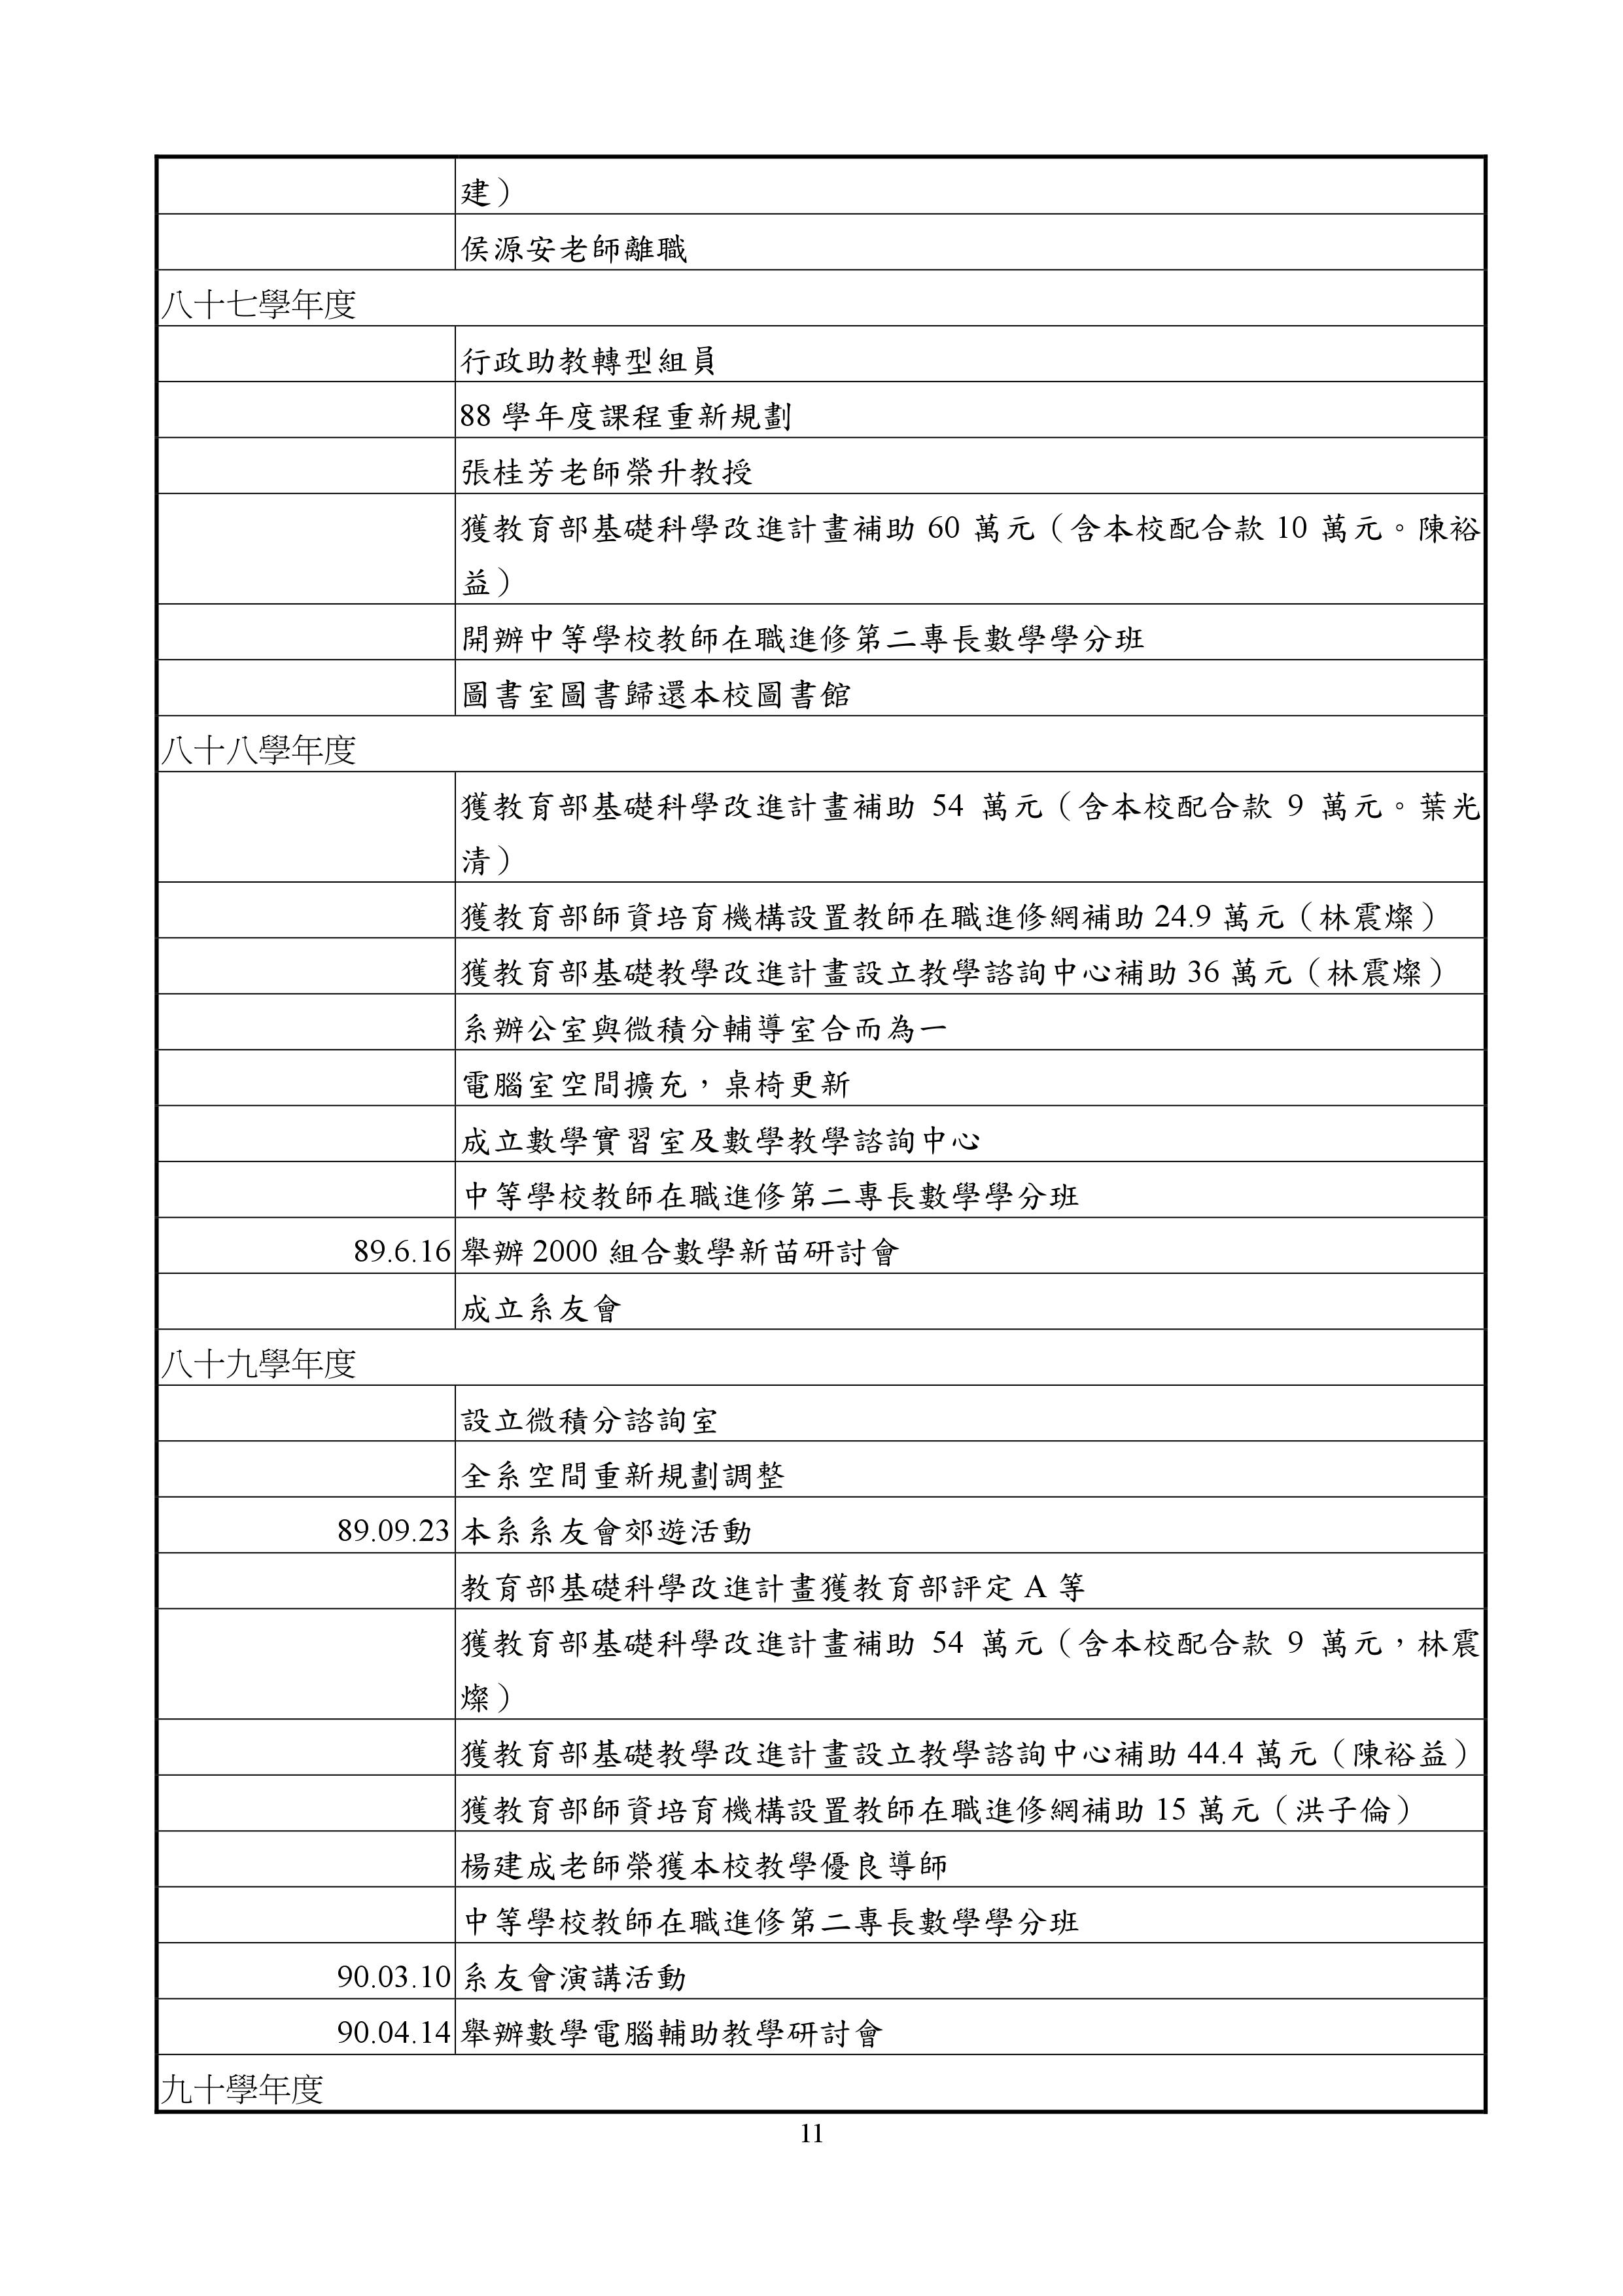 建）
侯源安老師離職
八十七學年度
行政助教轉型組員
88 學年度課程重新規劃
張桂芳老師榮升教授
獲教育部基礎科學改進計畫補助 60 萬元（含本校配合款 10 萬元。陳裕
益）
開辦中等學校教師在職進修第二專長數學學分班
圖書室圖書歸還本校圖書館
八十八學年度
獲教育部基礎科學改進計畫補助 54 萬元（含本校配合款 9 萬元。葉光
清）
獲教育部師資培育機構設置教師在職進修網補助 24.9 萬元（林震燦）
獲教育部基礎教學改進計畫設立教學諮詢中心補助 36 萬元（林震燦）
系辦公室與微積分輔導室合而為一
電腦室空間擴充，桌椅更新
成立數學實習室及數學教學諮詢中心
中等學校教師在職進修第二專長數學學分班
89.6.16 舉辦 2000 組合數學新苗研討會
成立系友會
八十九學年度
設立微積分諮詢室
全系空間重新規劃調整
89.09.23 本系系友會郊遊活動
教育部基礎科學改進計畫獲教育部評定 A 等
獲教育部基礎科學改進計畫補助 54 萬元（含本校配合款 9 萬元，林震
燦）
獲教育部基礎教學改進計畫設立教學諮詢中心補助 44.4 萬元（陳裕益）
獲教育部師資培育機構設置教師在職進修網補助 15 萬元（洪子倫）
楊建成老師榮獲本校教學優良導師
中等學校教師在職進修第二專長數學學分班
90.03.10 系友會演講活動
90.04.14 舉辦數學電腦輔助教學研討會
九十學年度
11